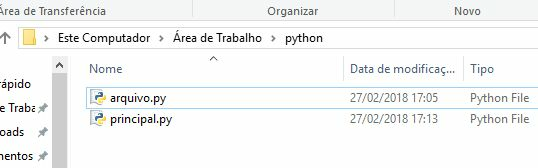 Área de Transferência Organizar Novo
Este Computador > Área de Trabalho > python
rápido Nome Data de modificaç... Tipo
e Traba arquivo.py 27/02/2018 17:05 Python File
oads principal.py 27/02/2018 17:13 Python File
mentos